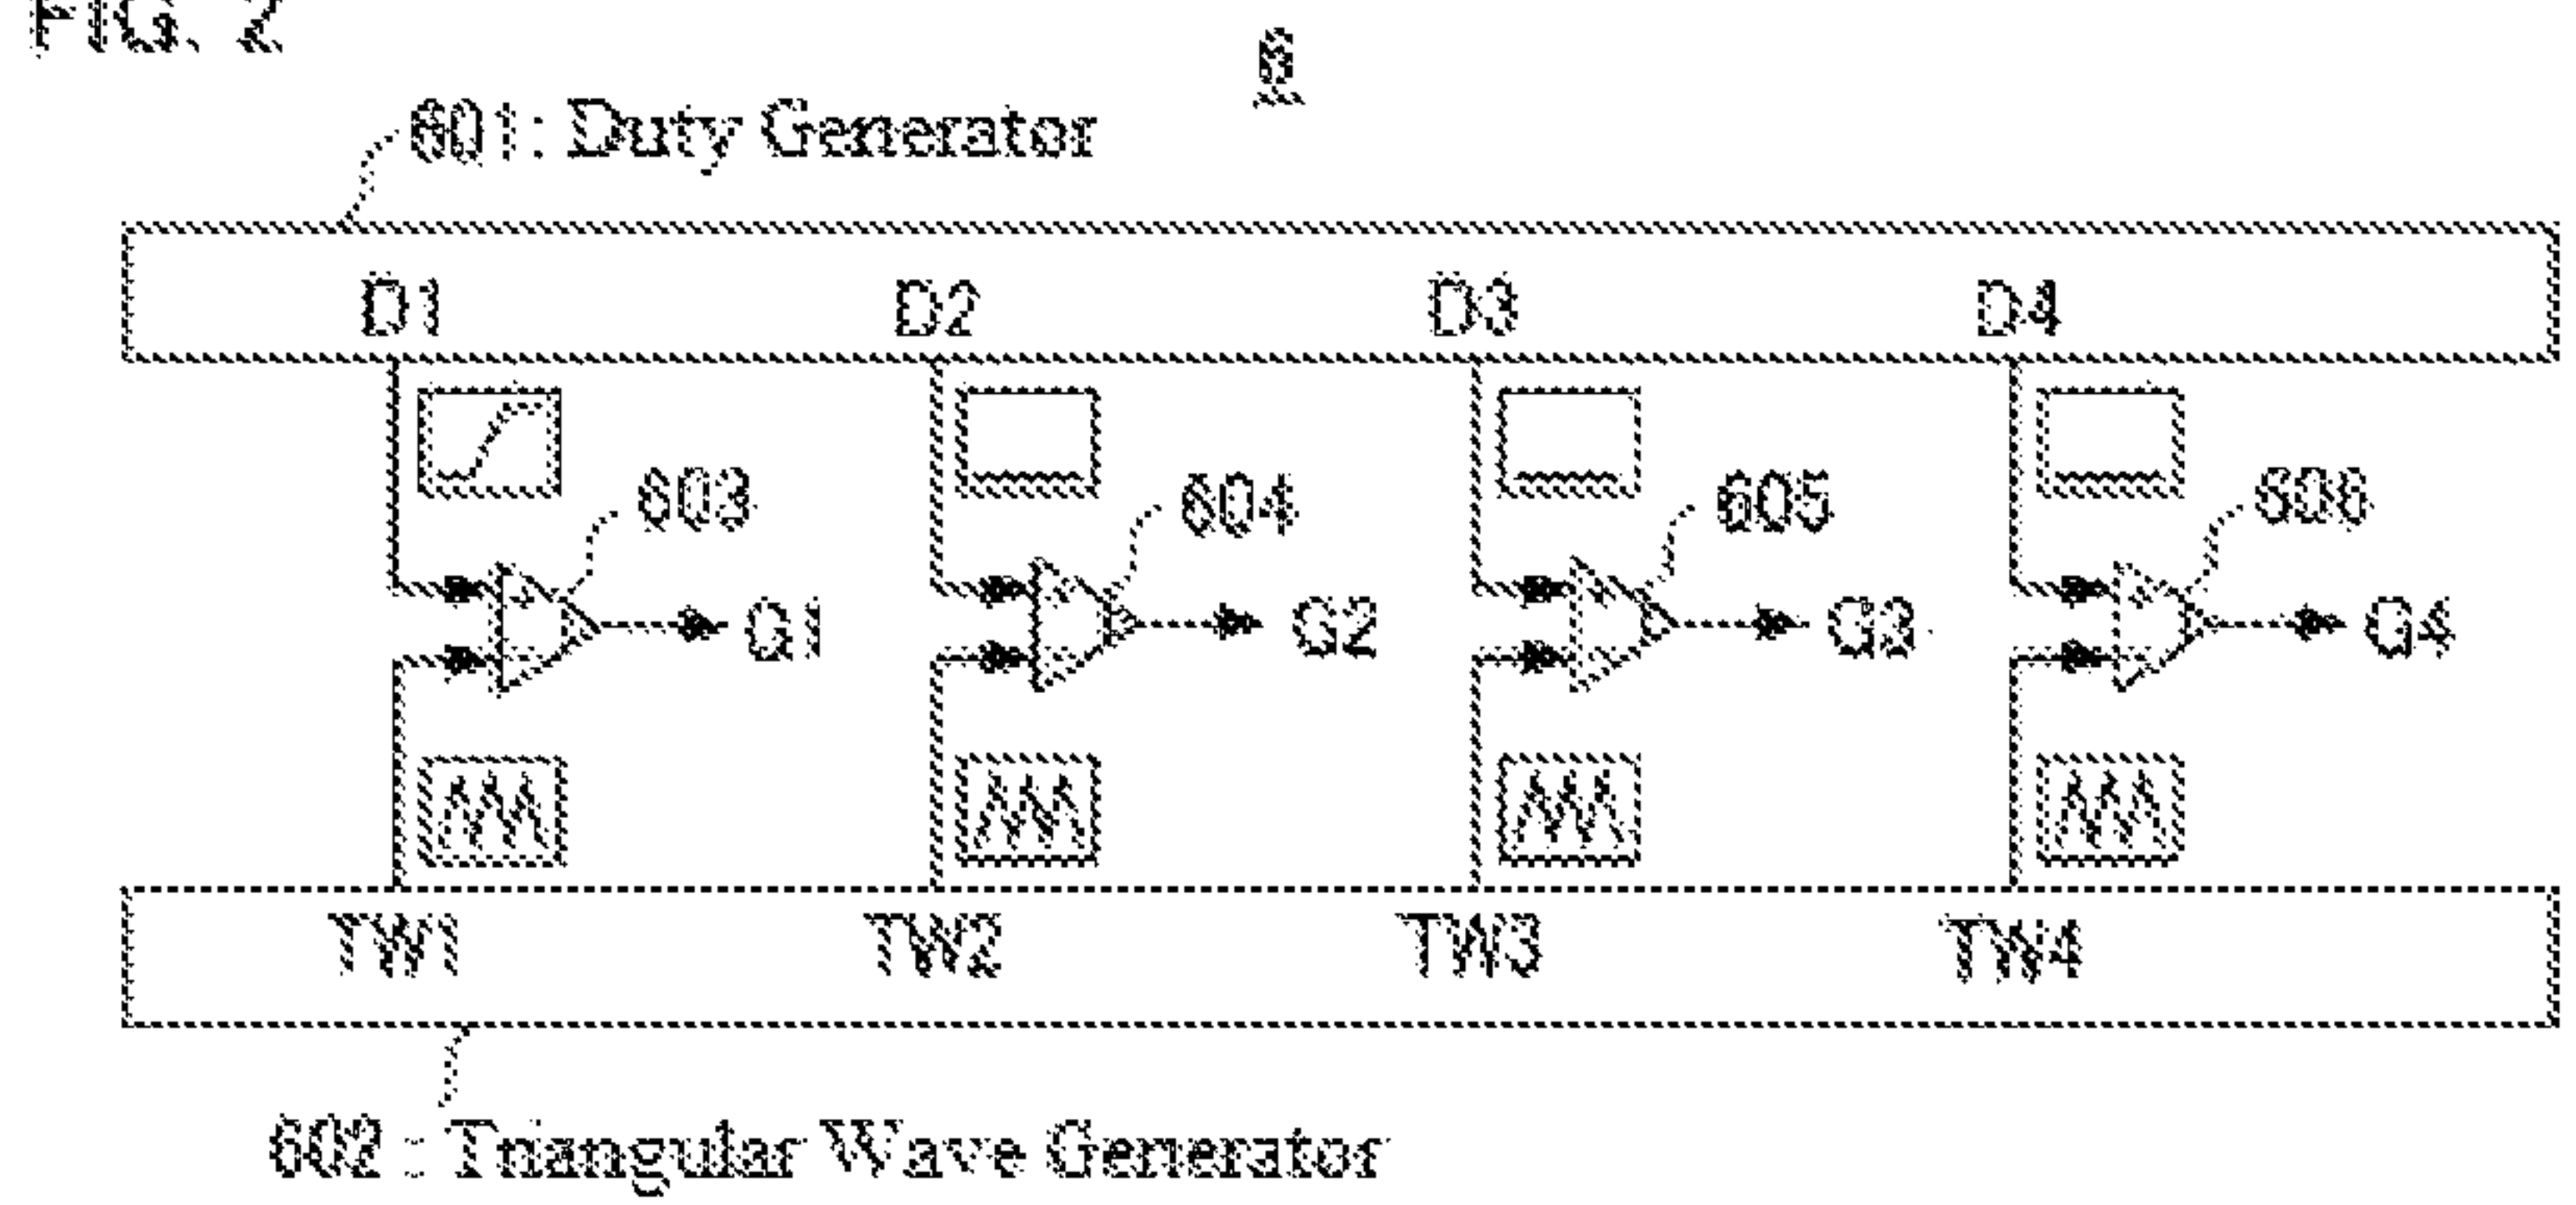 FIG. 2
6
601: Duty Generator
D1 D2 D3 D4
603 604 605 606
G1 G2 G3 G4
TW1 TW2 TW3 TW4
602 : Triangular Wave Generator